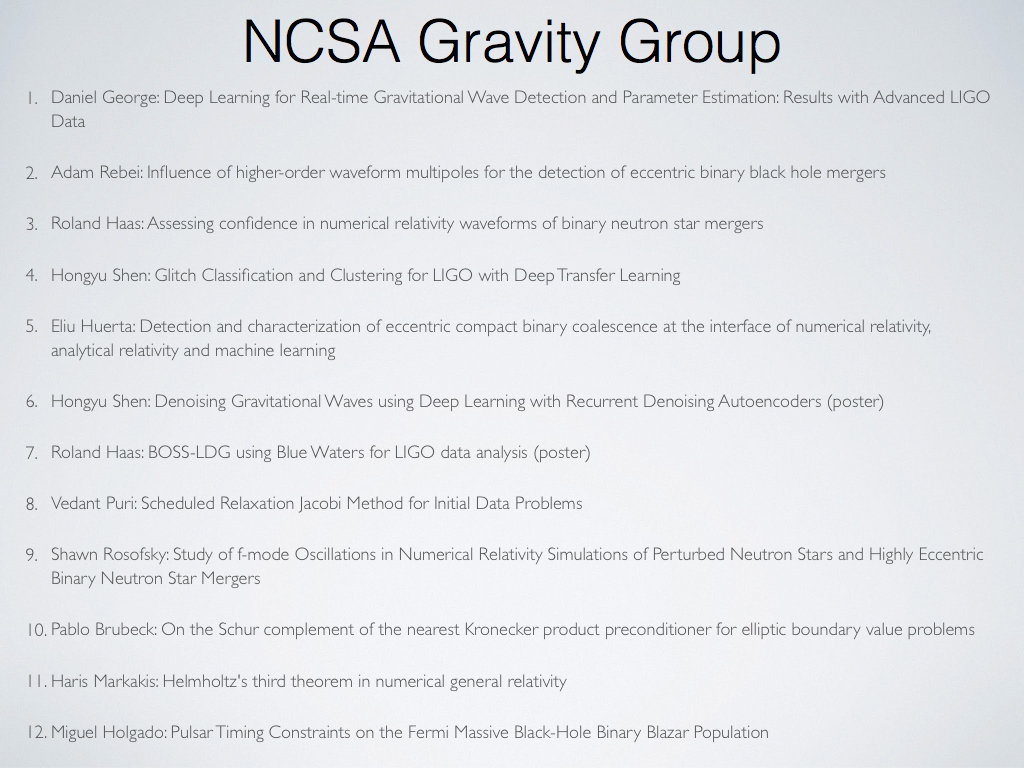 NCSA Gravity Group
1. Daniel George: Deep Learning for Real-time Gravitational Wave Detection and Parameter Estimation: Results with Advanced LIGO
Data
2. Adam Rebei: Influence of higher-order waveform multipoles for the detection of eccentric binary black hole mergers
3. Roland Haas: Assessing confidence in numerical relativity waveforms of binary neutron star mergers
4. Hongyu Shen: Glitch Classification and Clustering for LIGO with Deep Transfer Learning
5. Eliu Huerta: Detection and characterization of eccentric compact binary coalescence at the interface of numerical relativity,
analytical relativity and machine learning
6. Hongyu Shen: Denoising Gravitational Waves using Deep Learning with Recurrent Denoising Autoencoders (poster)
7. Roland Haas: BOSS-LDG using Blue Waters for LIGO data analysis (poster)
8. Vedant Puri: Scheduled Relaxation Jacobi Method for Initial Data Problems
9. Shawn Rosofsky: Study of f-mode Oscillations in Numerical Relativity Simulations of Perturbed Neutron Stars and Highly Eccentric
Binary Neutron Star Mergers
10. Pablo Brubeck: On the Schur complement of the nearest Kronecker product preconditioner for elliptic boundary value problems
11. Haris Markakis: Helmholtz's third theorem in numerical general relativity
12. Miguel Holgado: Pulsar Timing Constraints on the Fermi Massive Black-Hole Binary Blazar Population